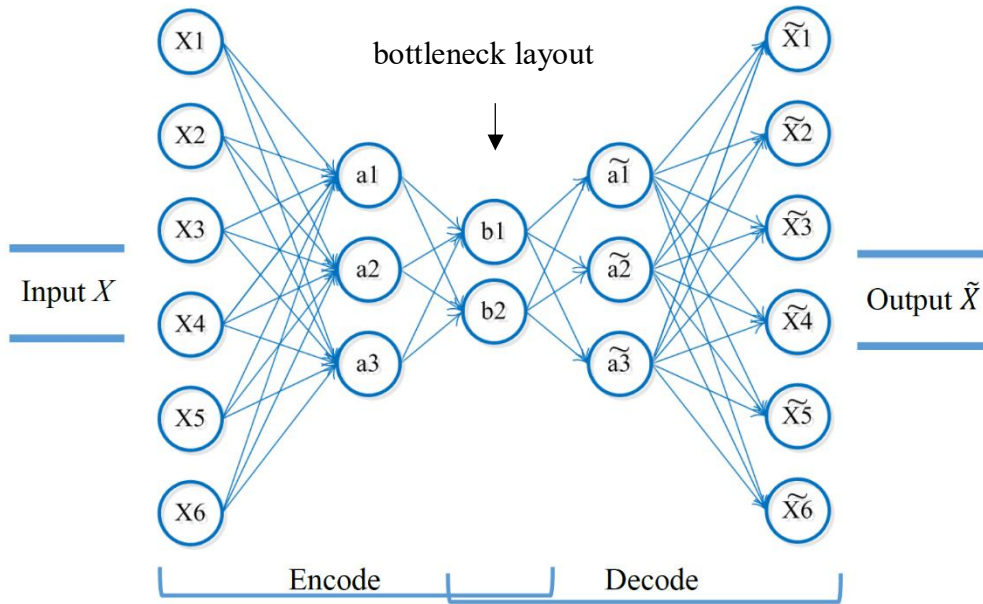 bottleneck layout
X1
X2
X3
X4
X5
X6
a1
a2
a3
b1
b2
ã1
ã2
ã3
X̃1
X̃2
X̃3
X̃4
X̃5
X̃6
Input X
Output X̃
Encode
Decode